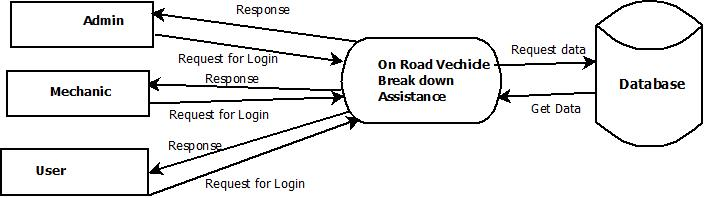 Admin
Response
Request for Login
Mechanic
Response
Request for Login
User
Response
Request for Login
On Road Vechicle
Break down
Assistance
Request data
Get Data
Database